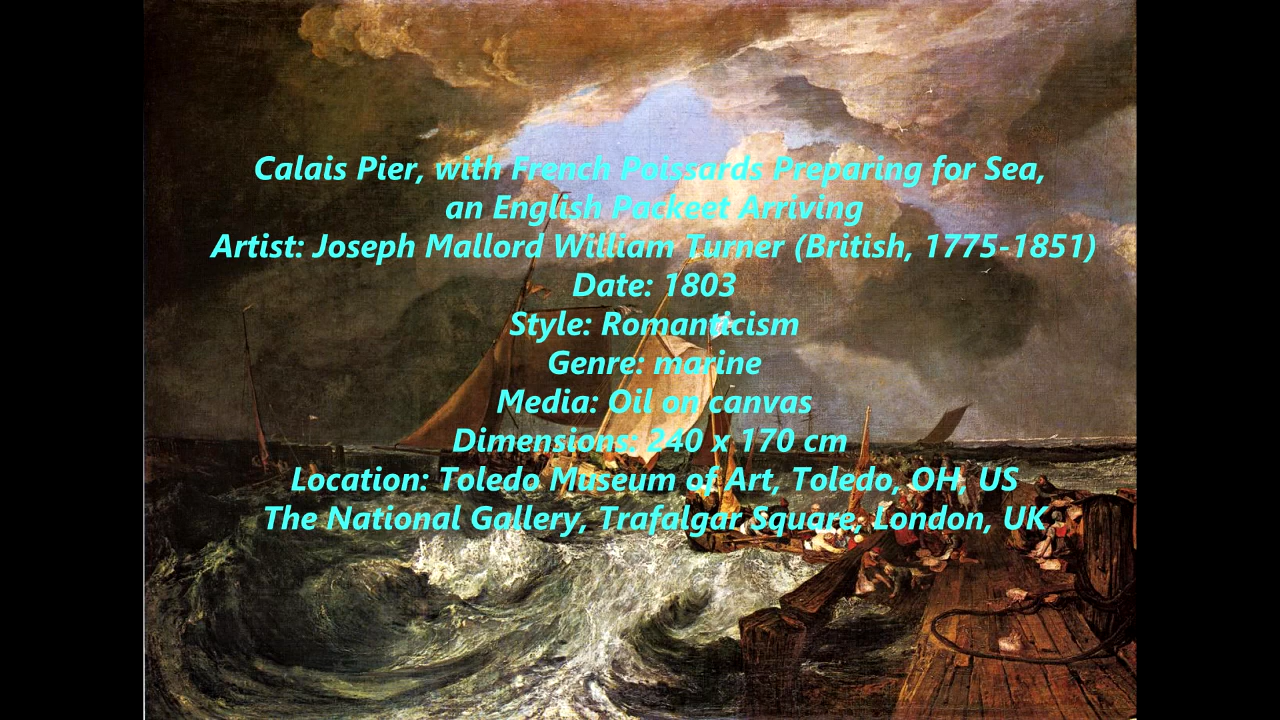 Calais Pier, with French Poissards Preparing for Sea,
an English Packeet Arriving
Artist: Joseph Mallord William Turner (British, 1775-1851)
Date: 1803
Style: Romanticism
Genre: marine
Media: Oil on canvas
Dimensions: 240 x 170 cm
Location: Toledo Museum of Art, Toledo, OH, US
The National Gallery, Trafalgar Square, London, UK